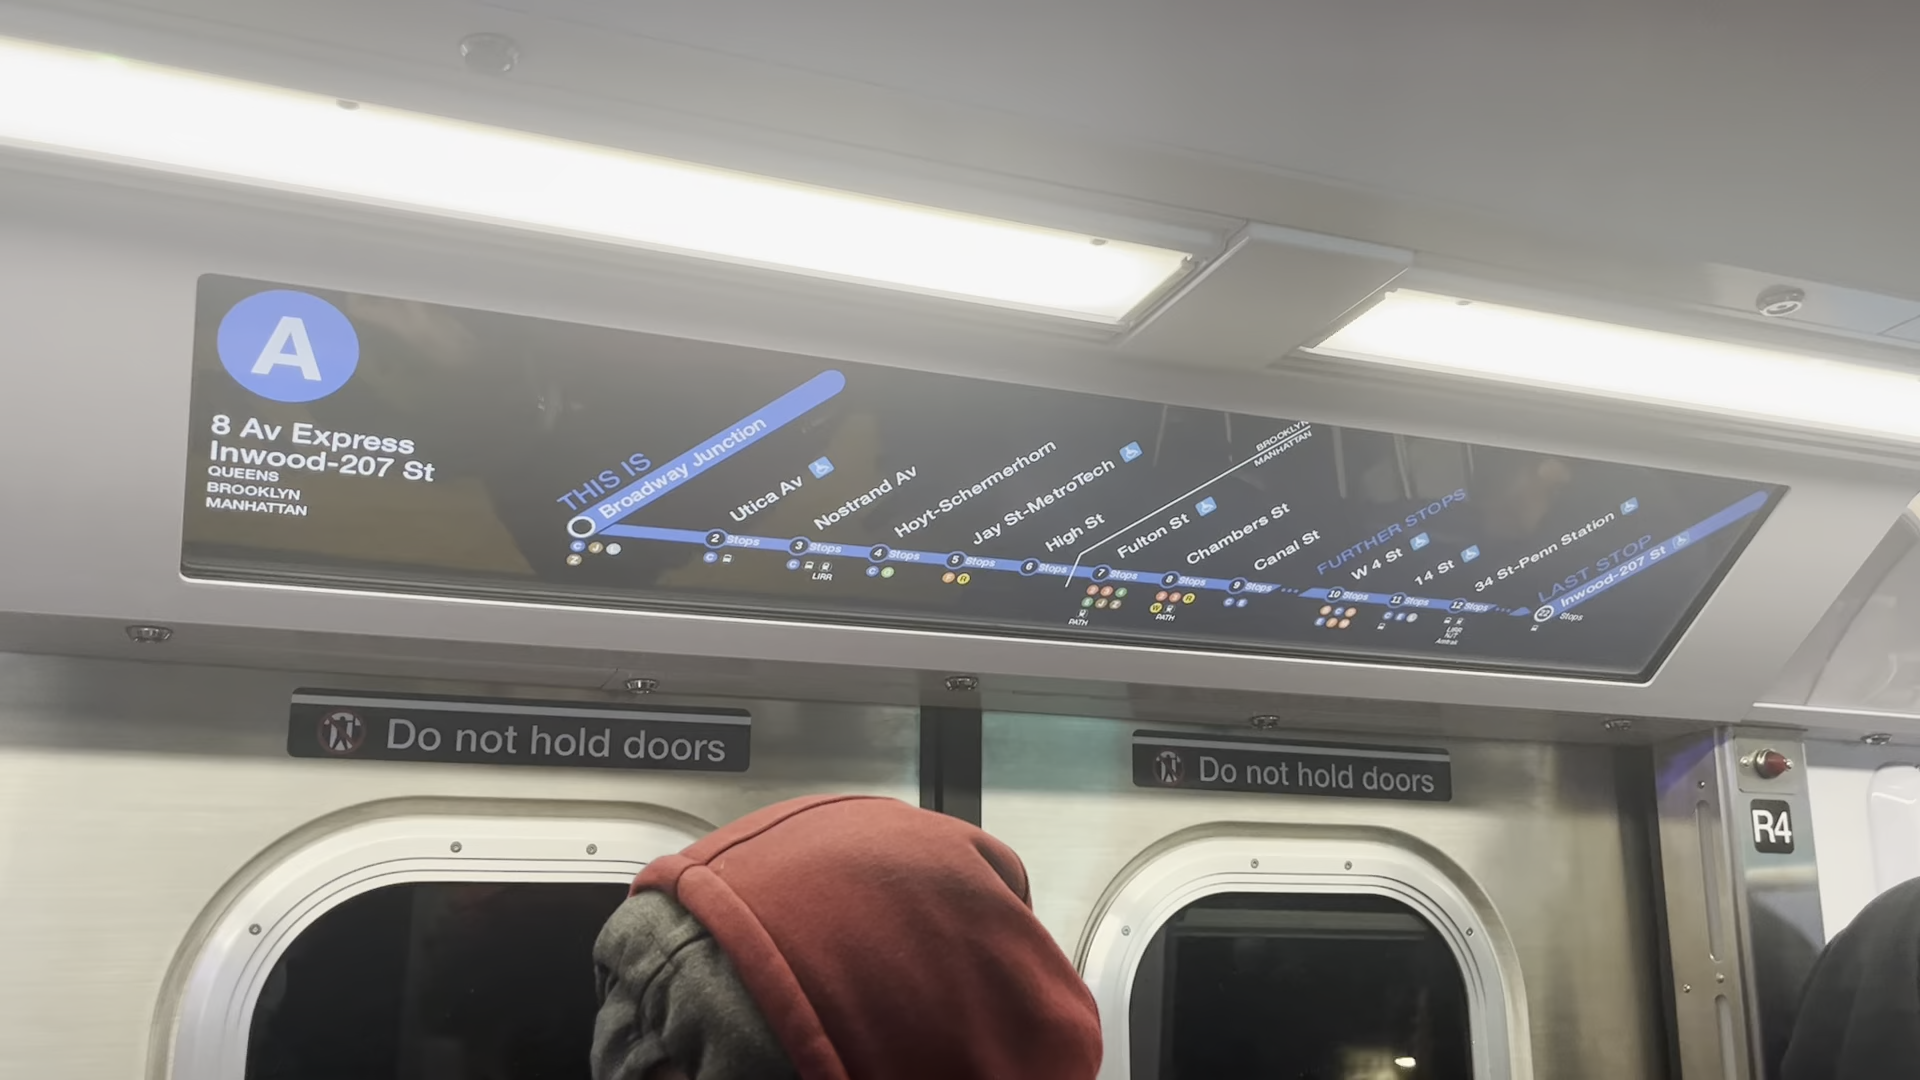 A
8 Av Express
Inwood-207 St
QUEENS
BROOKLYN
MANHATTAN
THIS IS
Broadway Junction
Utica Av
Nostrand Av
Hoyt-Schermerhorn
Jay St-MetroTech
High St
BROOKLYN
MANHATTAN
Fulton St
Chambers St
Canal St
FURTHER STOPS
W 4 St
14 St
34 St-Penn Station
LAST STOP
Inwood-207 St
2 Stops
3 Stops
4 Stops
5 Stops
6 Stops
7 Stops
8 Stops
9 Stops
10 Stops
11 Stops
12 Stops
22 Stops
C J L
Z
C
C
LIRR
C G
F R
PATH
PATH
C E
LIRR
NJT
Amtrak
Do not hold doors
Do not hold doors
R4